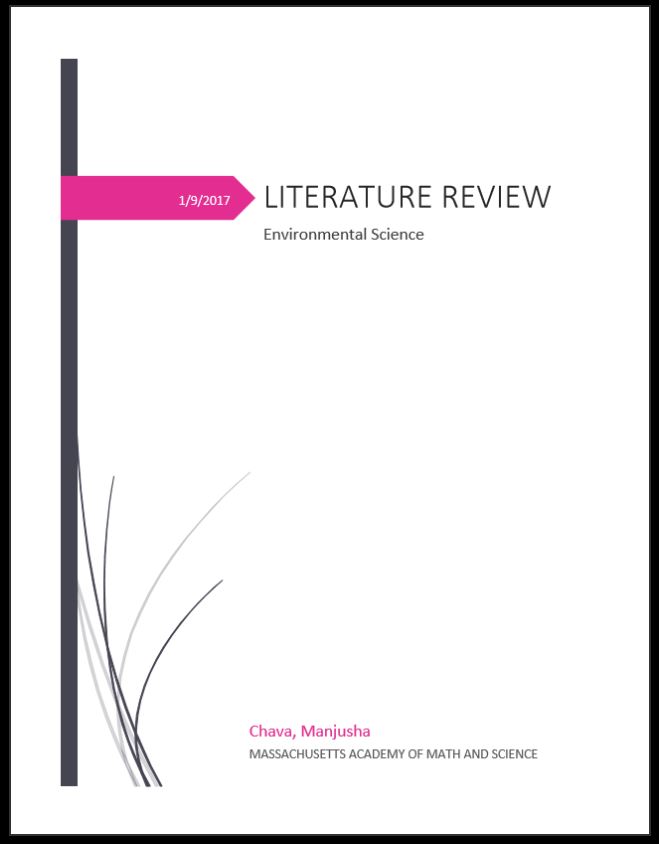 1/9/2017
LITERATURE REVIEW
Environmental Science
Chava, Manjusha
MASSACHUSETTS ACADEMY OF MATH AND SCIENCE